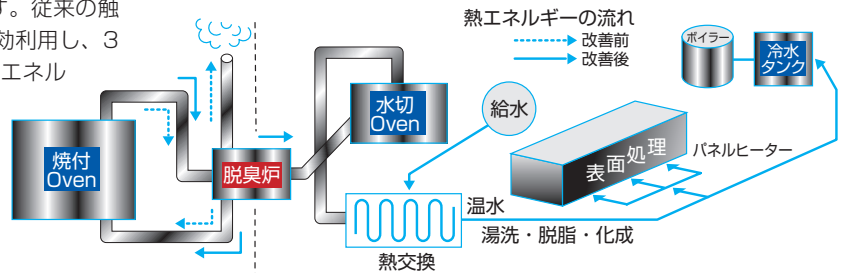 す。従来の触
効利用し、3
エネル
熱エネルギーの流れ
改善前
改善後
ボイラー
冷水
タンク
水切
Oven
給水
焼付
Oven
脱臭炉
表面処理
パネルヒーター
温水
湯洗・脱脂・化成
熱交換